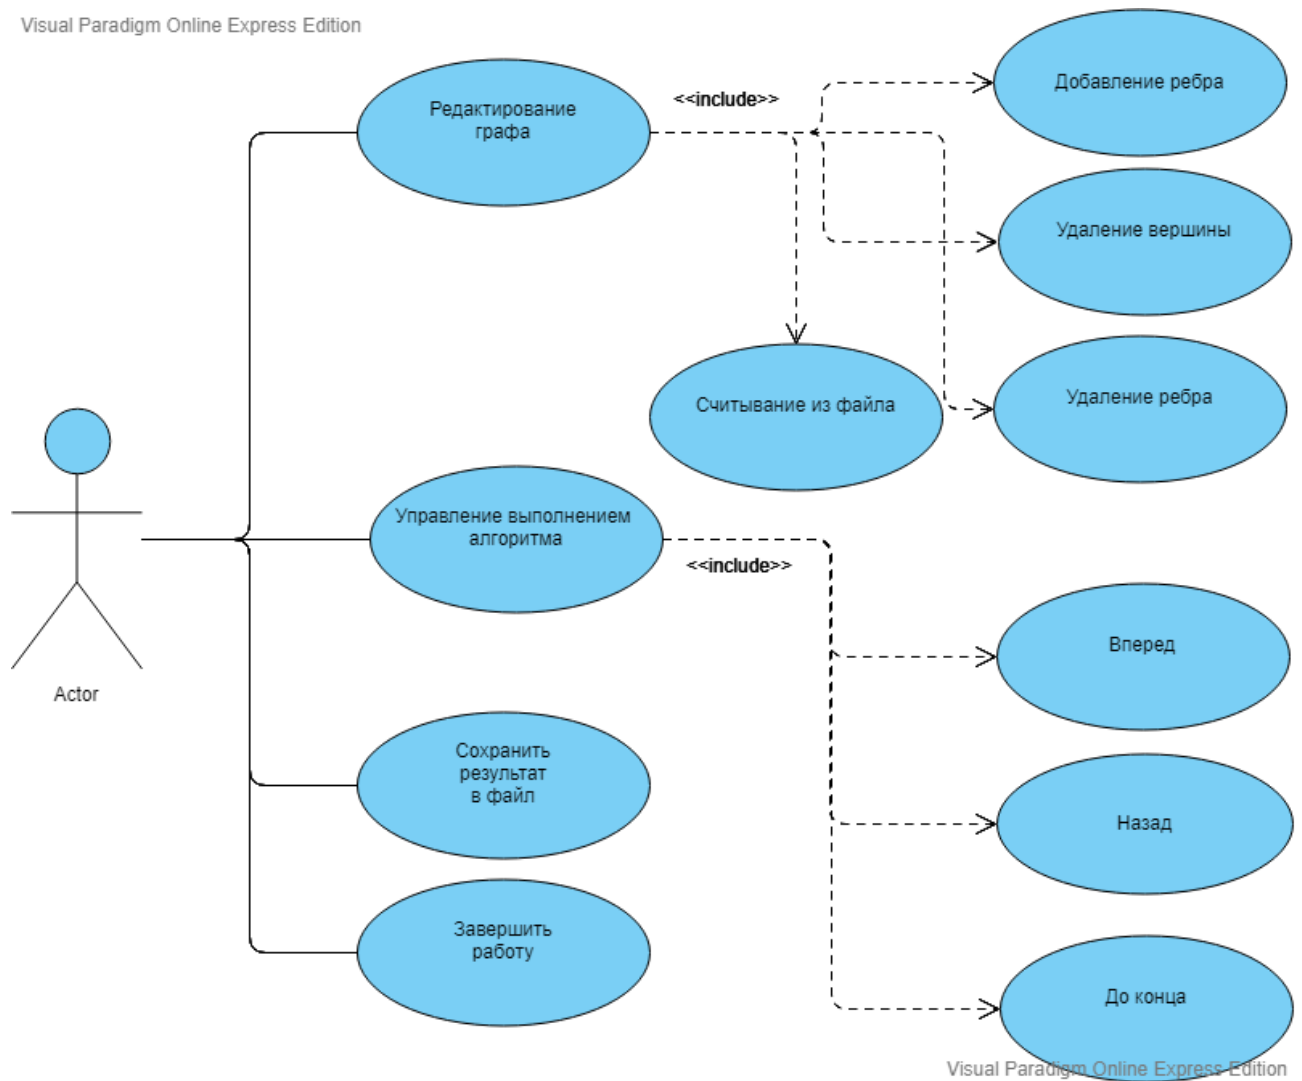 Visual Paradigm Online Express Edition
Редактирование
графа
<<include>>
Добавление ребра
Удаление вершины
Считывание из файла
Удаление ребра
Управление выполнением
алгоритма
<<include>>
Вперед
Actor
Сохранить
результат
в файл
Назад
Завершить
работу
До конца
Visual Paradigm Online Express Edition